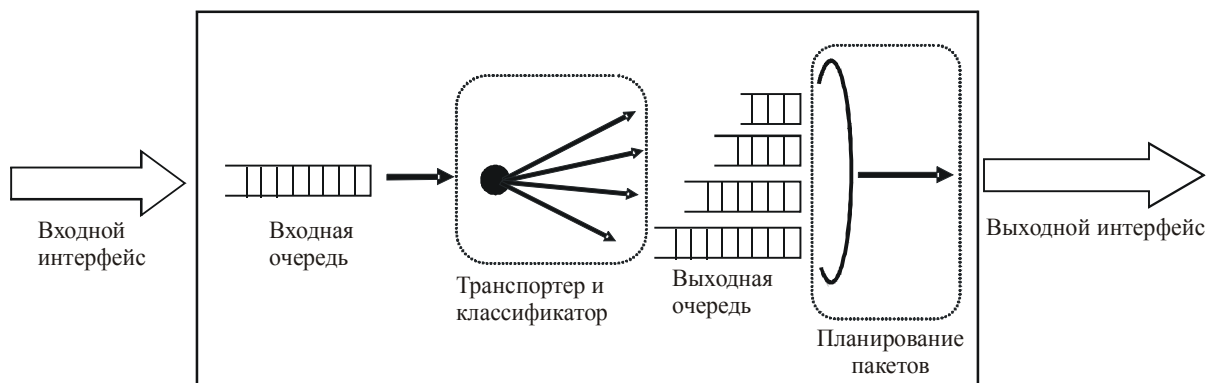 Входной
интерфейс
Входная
очередь
Транспортер и
классификатор
Выходная
очередь
Планирование
пакетов
Выходной интерфейс